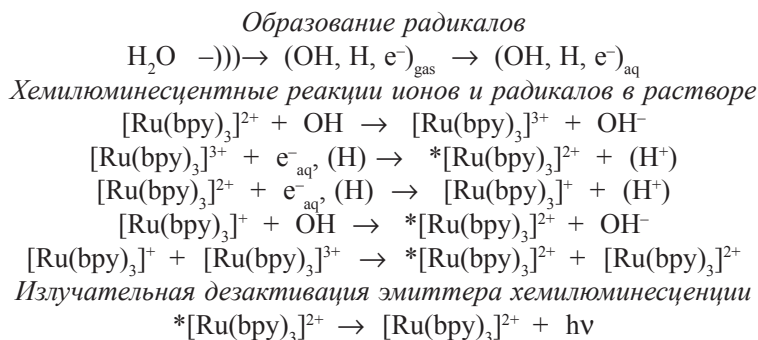 Образование радикалов
H₂O –)))→ (OH, H, e⁻)gas → (OH, H, e⁻)aq
Хемилюминесцентные реакции ионов и радикалов в растворе
[Ru(bpy)₃]²⁺ + OH → [Ru(bpy)₃]³⁺ + OH⁻
[Ru(bpy)₃]³⁺ + e⁻aq, (H) → *[Ru(bpy)₃]²⁺ + (H⁺)
[Ru(bpy)₃]²⁺ + e⁻aq, (H) → [Ru(bpy)₃]⁺ + (H⁺)
[Ru(bpy)₃]⁺ + OH → *[Ru(bpy)₃]²⁺ + OH⁻
[Ru(bpy)₃]⁺ + [Ru(bpy)₃]³⁺ → *[Ru(bpy)₃]²⁺ + [Ru(bpy)₃]²⁺
Излучательная дезактивация эмиттера хемилюминесценции
*[Ru(bpy)₃]²⁺ → [Ru(bpy)₃]²⁺ + hν